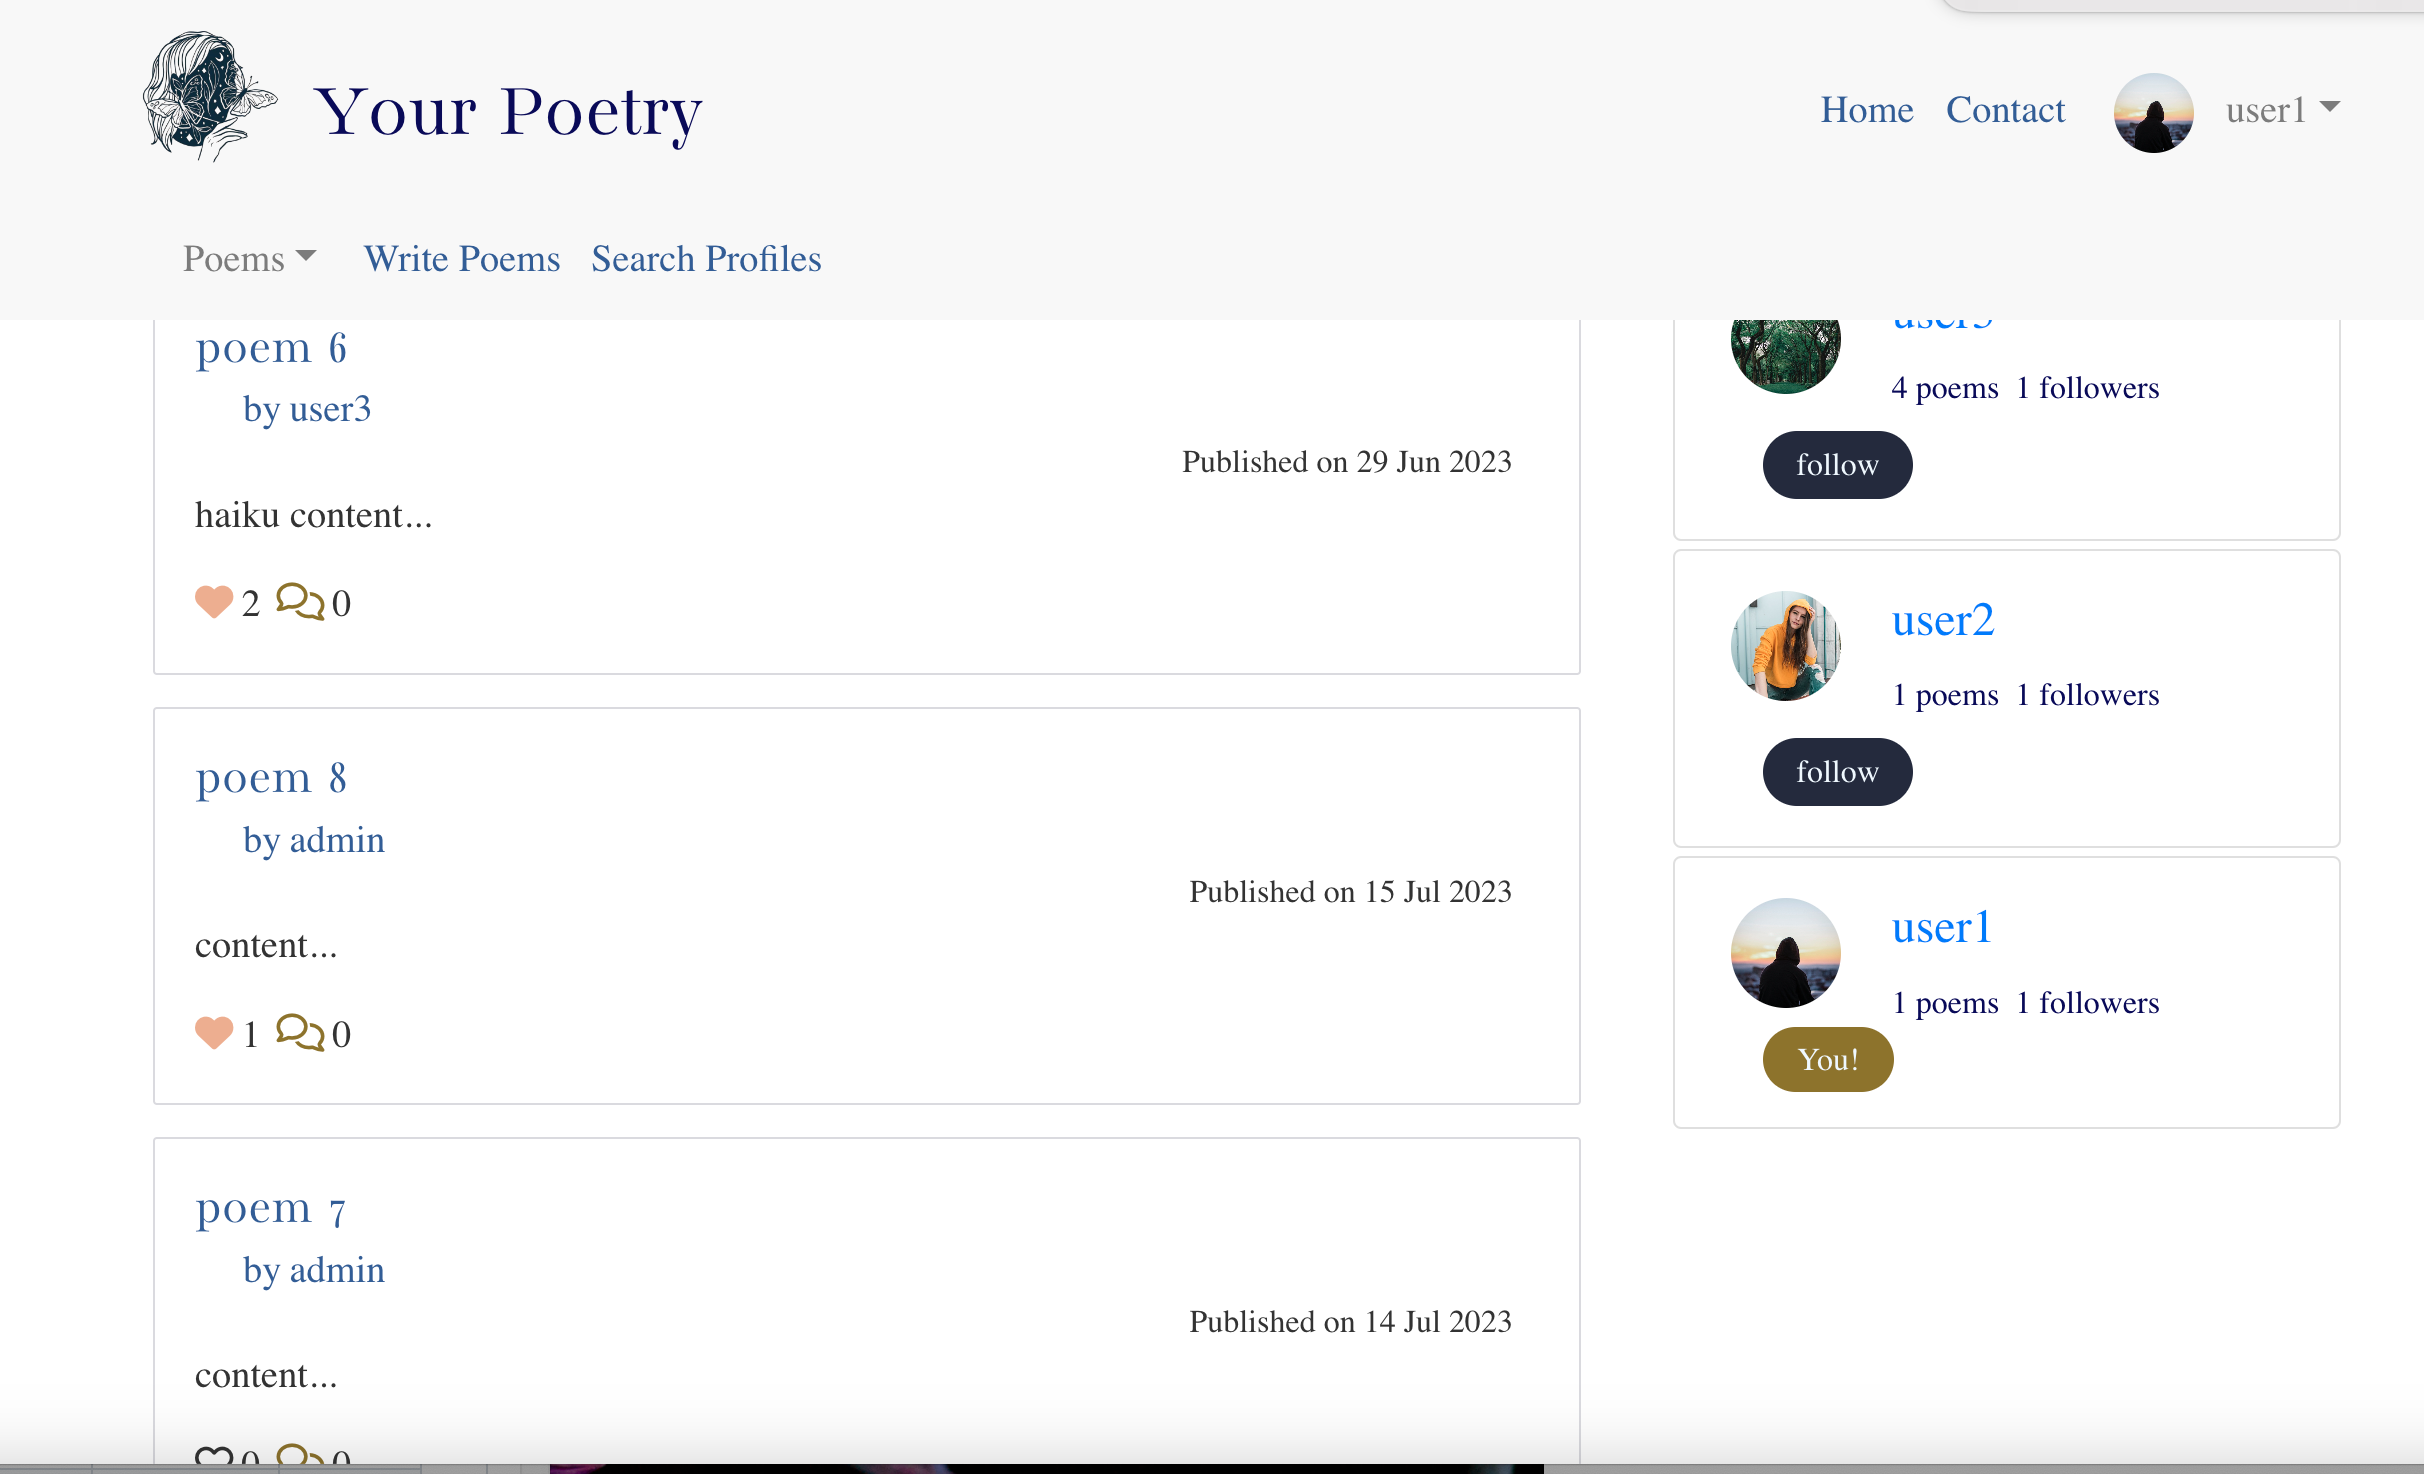 Your Poetry
Home Contact user1
Poems Write Poems Search Profiles
poem 6
by user3
Published on 29 Jun 2023
haiku content...
2 0
poem 8
by admin
Published on 15 Jul 2023
content...
1 0
poem 7
by admin
Published on 14 Jul 2023
content...
0 0
user3
4 poems 1 followers
follow
user2
1 poems 1 followers
follow
user1
1 poems 1 followers
You!